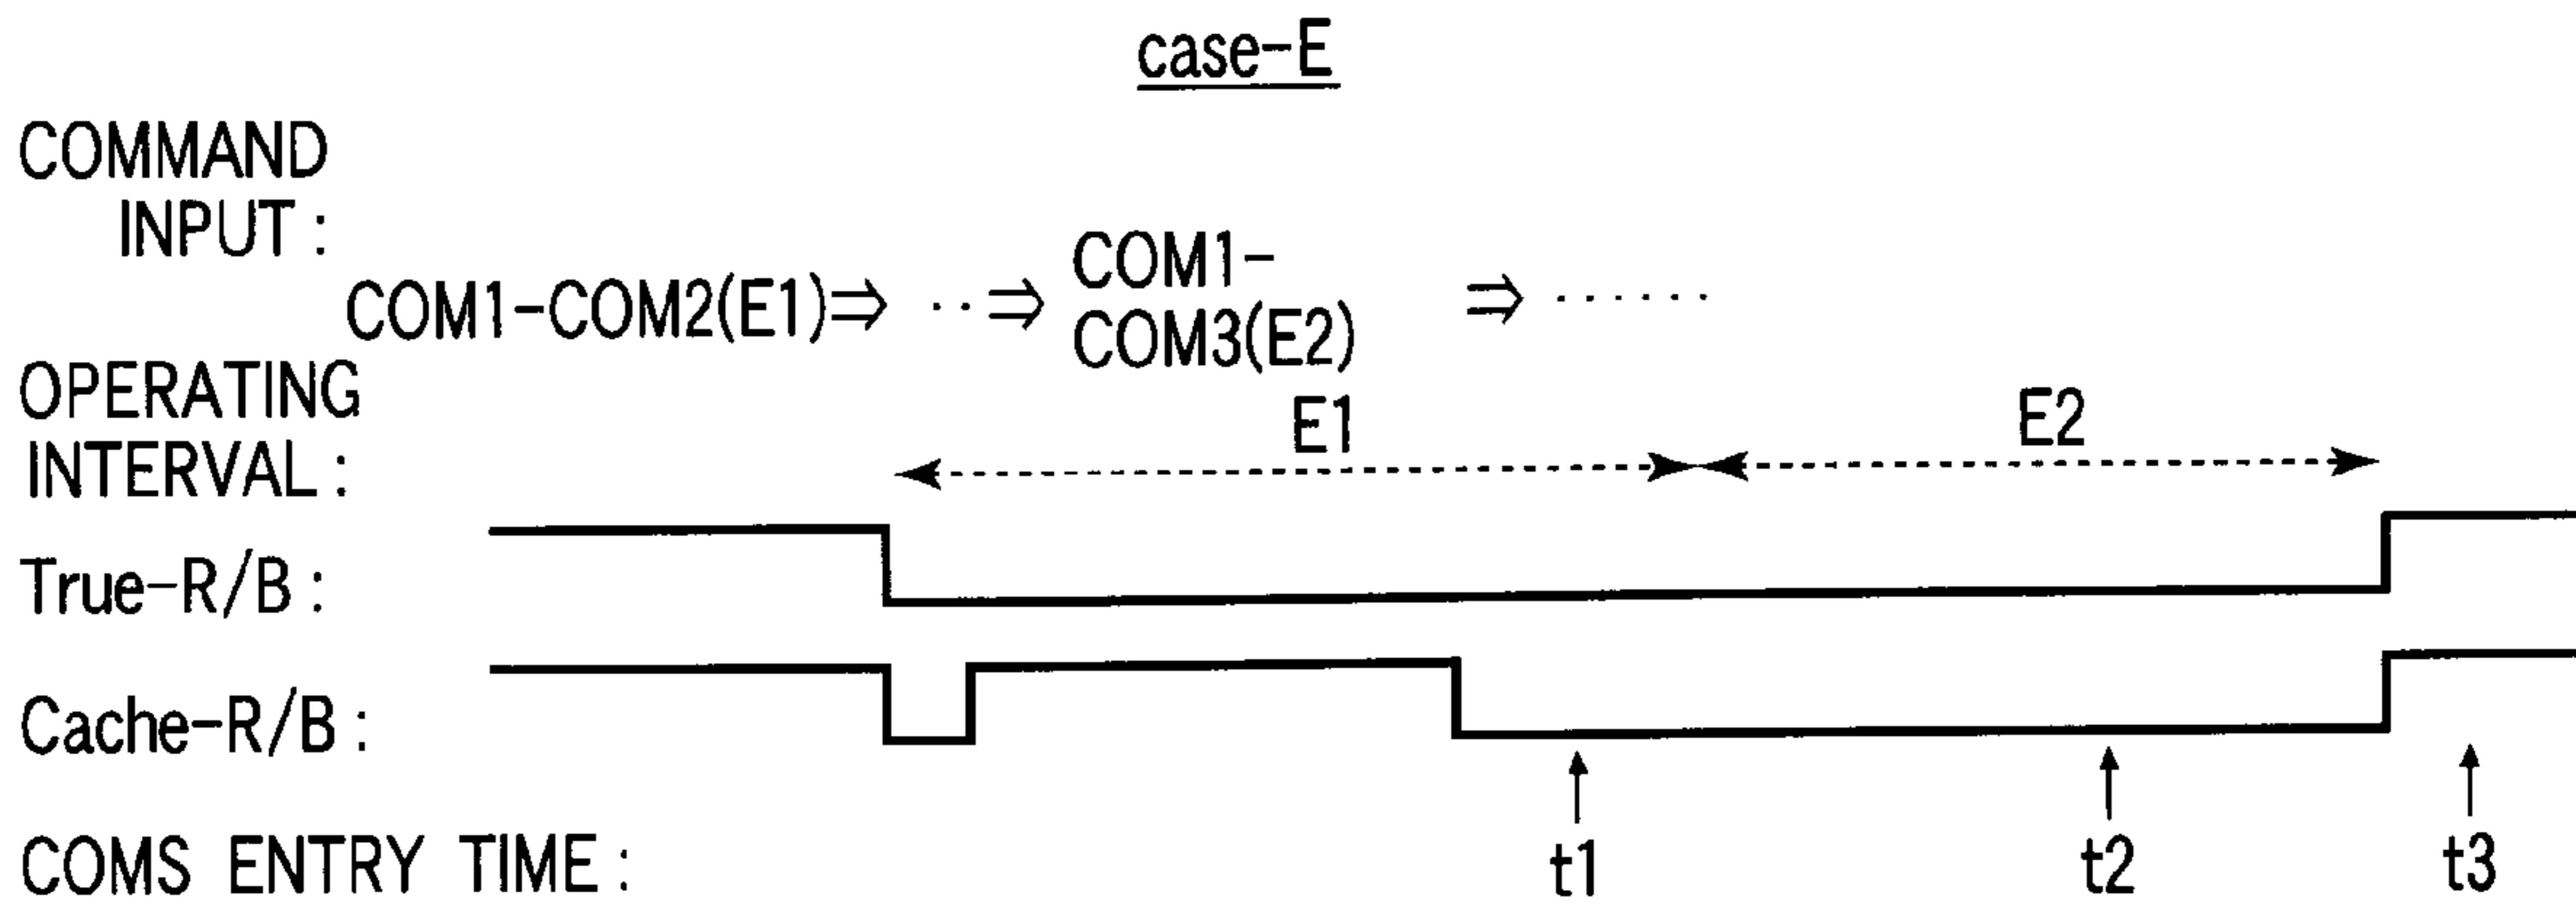 case-E
COMMAND
INPUT :
COM1-COM2(E1)⇒ ··⇒ COM1-
COM3(E2) ⇒ ······
OPERATING
INTERVAL :
E1 E2
True-R/B :
Cache-R/B :
COMS ENTRY TIME : t1 t2 t3